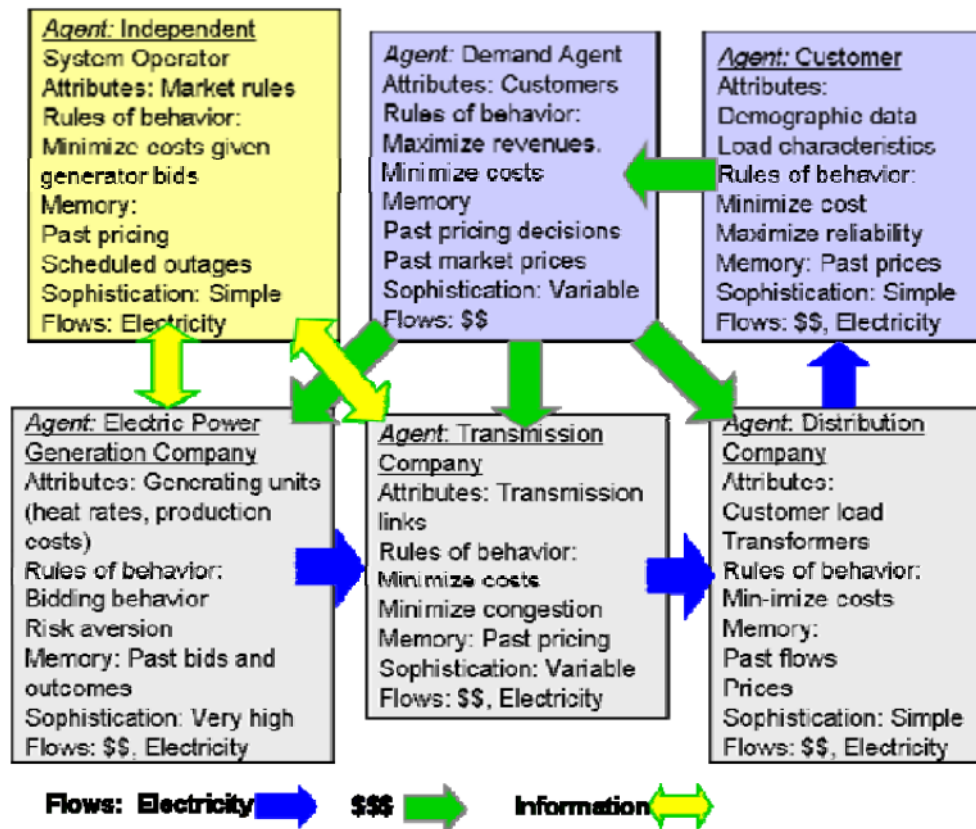 Agent: Independent
System Operator
Attributes: Market rules
Rules of behavior:
Minimize costs given
generator bids
Memory:
Past pricing
Scheduled outages
Sophistication: Simple
Flows: Electricity
Agent: Demand Agent
Attributes: Customers
Rules of behavior:
Maximize revenues.
Minimize costs
Memory
Past pricing decisions
Past market prices
Sophistication: Variable
Flows: $$
Agent: Customer
Attributes:
Demographic data
Load characteristics
Rules of behavior:
Minimize cost
Maximize reliability
Memory: Past prices
Sophistication: Simple
Flows: $$, Electricity
Agent: Electric Power
Generation Company
Attributes: Generating units
(heat rates, production
costs)
Rules of behavior:
Bidding behavior
Risk aversion
Memory: Past bids and
outcomes
Sophistication: Very high
Flows: $$, Electricity
Agent: Transmission
Company
Attributes: Transmission
links
Rules of behavior:
Minimize costs
Minimize congestion
Memory: Past pricing
Sophistication: Variable
Flows: $$, Electricity
Agent: Distribution
Company
Attributes:
Customer load
Transformers
Rules of behavior:
Min-imize costs
Memory:
Past flows
Prices
Sophistication: Simple
Flows: $$, Electricity
Flows: Electricity $$$ Information